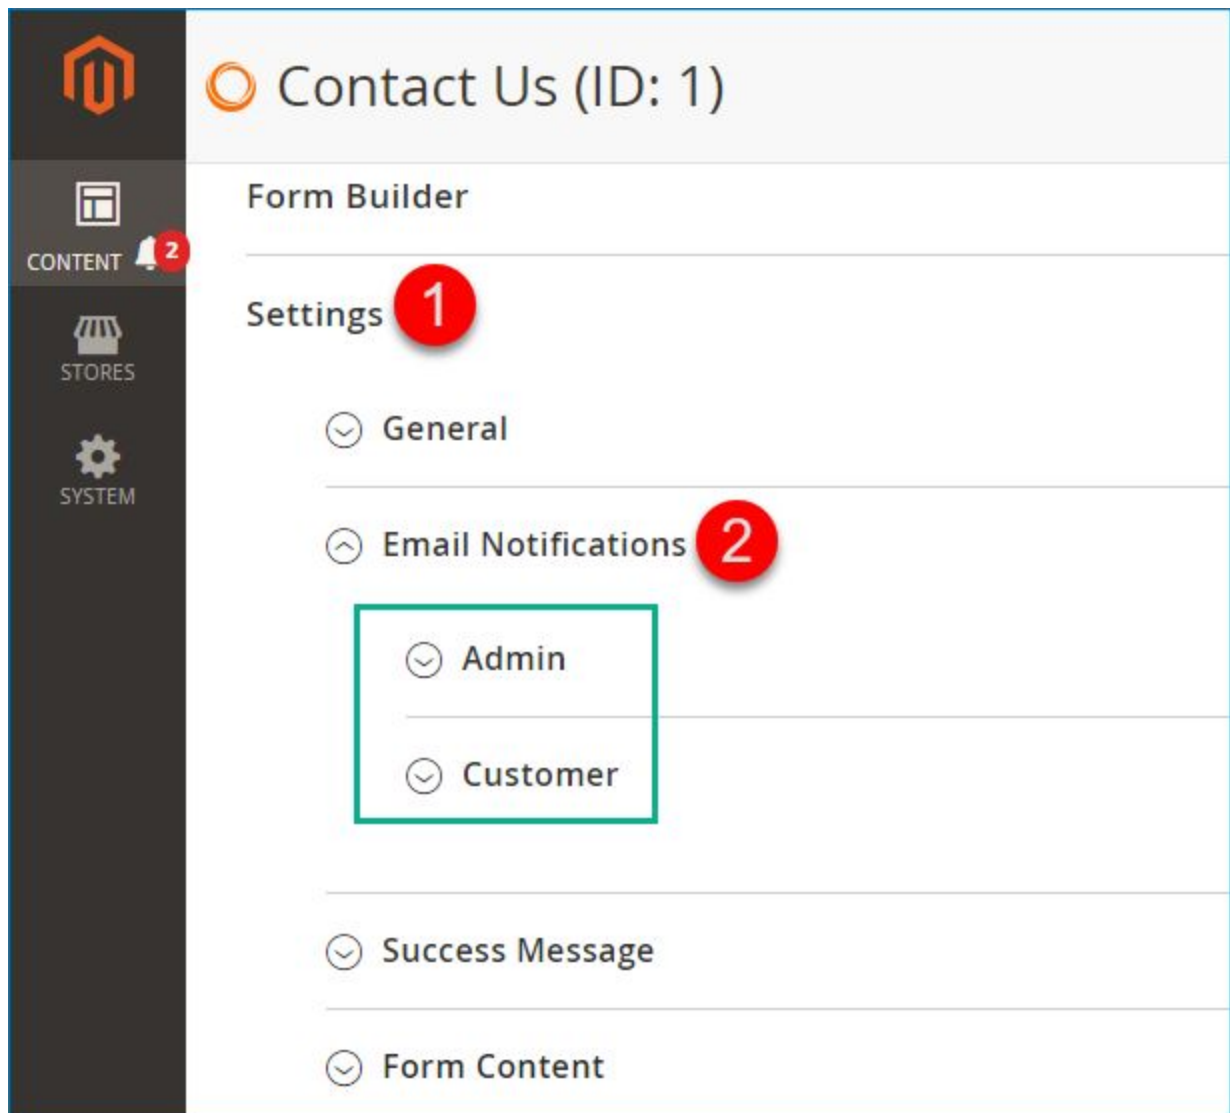 Contact Us (ID: 1)
CONTENT 2
STORES
SYSTEM
Form Builder
Settings 1
General
Email Notifications 2
Admin
Customer
Success Message
Form Content